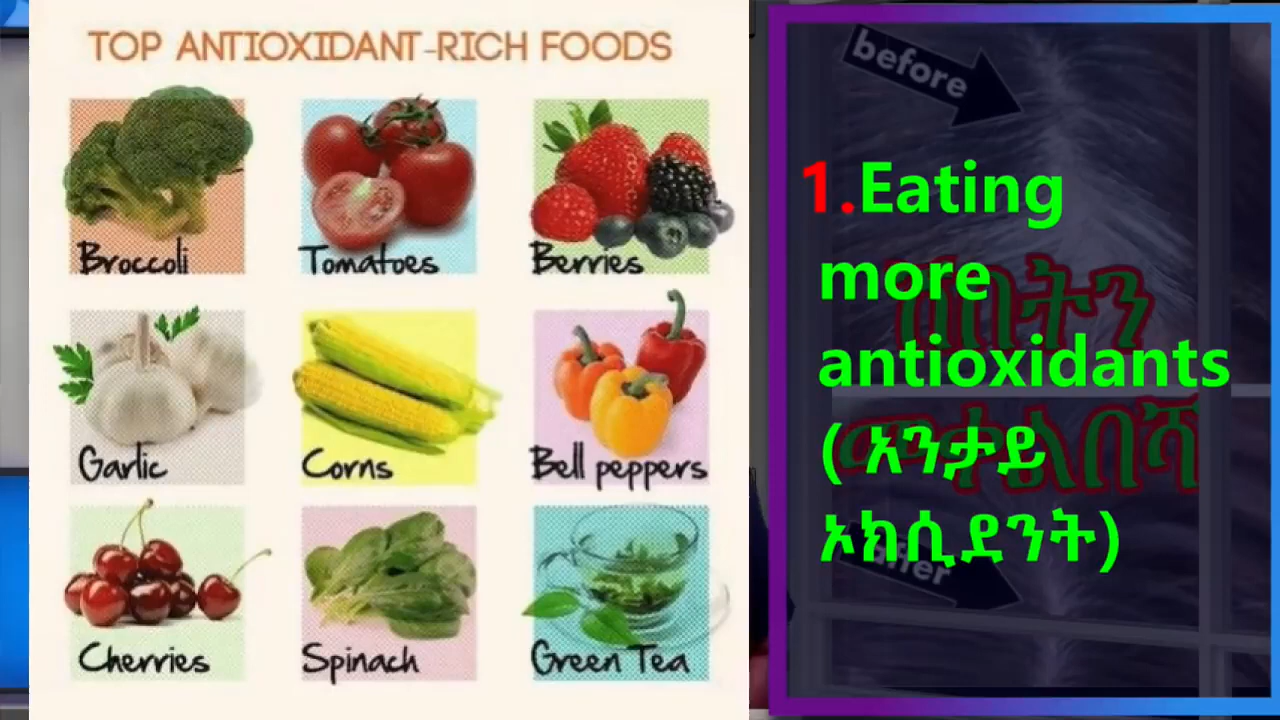 TOP ANTIOXIDANT-RICH FOODS
Broccoli
Tomatoes
Berries
Garlic
Corns
Bell peppers
Cherries
Spinach
Green Tea
before
1.Eating
more
antioxidants
( አንታይ
ኦክሲደንት)
after